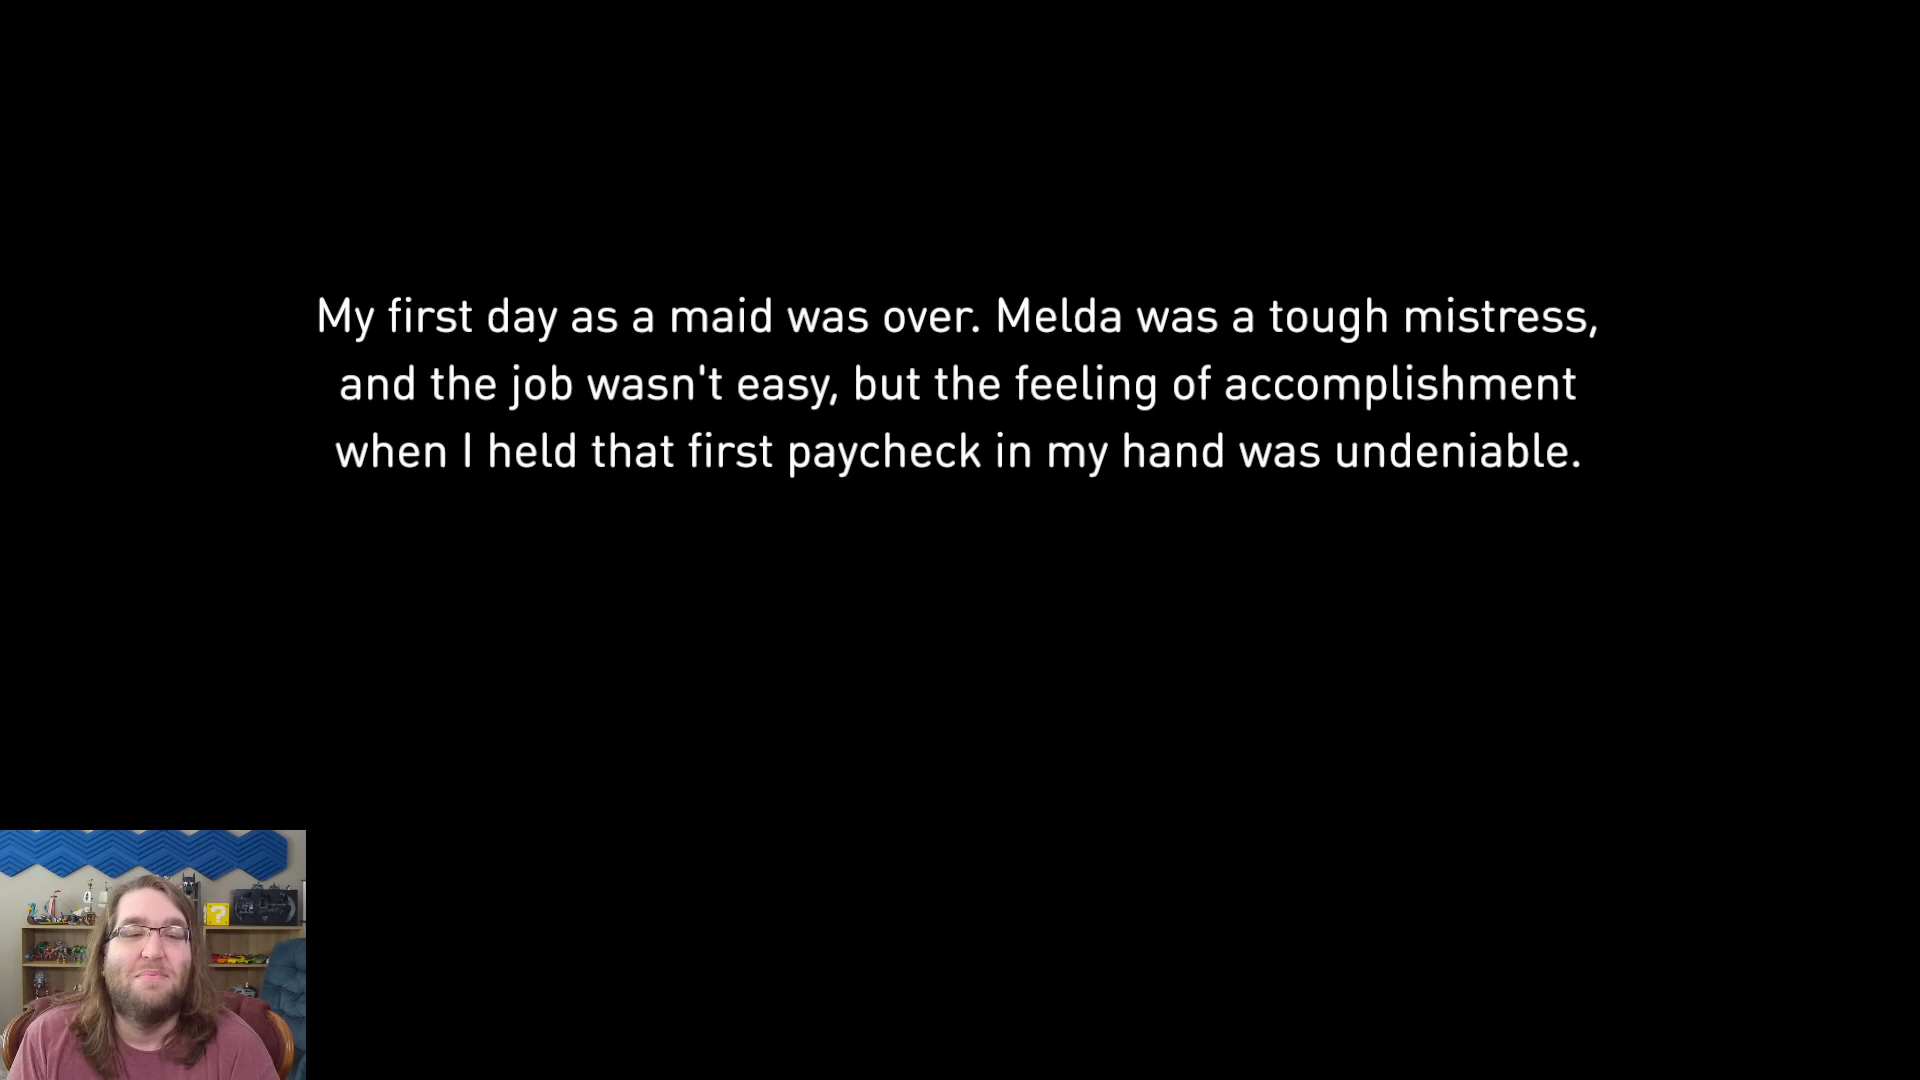 My first day as a maid was over. Melda was a tough mistress,
and the job wasn't easy, but the feeling of accomplishment
when I held that first paycheck in my hand was undeniable.
?